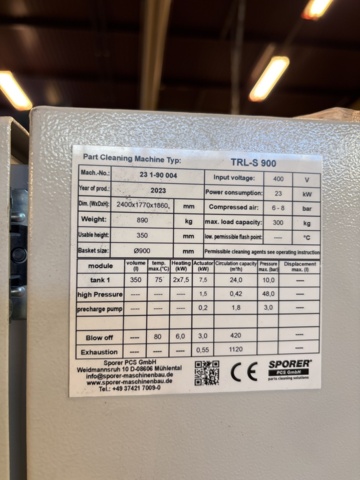 Part Cleaning Machine Typ: TRL-S 900
Mach.-No.: 23 1-90 004 Input voltage: 400 V
Year of prod.: 2023 Power consumption: 23 kW
Dim. (WxDxH): 2400x1770x1860, mm Compressed air: 6 - 8 bar
Weight: 890 kg max. load capacity: 300 kg
Usable height: 350 mm low. permissible flash point: ---- °C
Basket size: Ø900 mm Permissible cleaning agents see operating instruction
module volume (l) temp. max.(°C) Heating (kW) Actuator (kW) Circulation capacity (m³/h) Pressure max. (bar) Displacement max. (l)
tank 1 350 75 2x7,5 7,5 24,0 10,0 ----
high Pressure ---- ---- ---- 1,5 0,42 48,0 ----
precharge pump ---- ---- ---- 0,2 1,8 3,0 ----
Blow off ---- 80 6,0 3,0 420 ---- ----
Exhaustion ---- ---- ---- 0,55 1120 ---- ----
Sporer PCS GmbH
Weidmannsruh 10 D-08606 Mühlental
info@sporer-maschinenbau.de
www.sporer-maschinenbau.de
Tel.: +49 37421 7009-0
CE
SPORER
PCS GmbH
part cleaning solutions